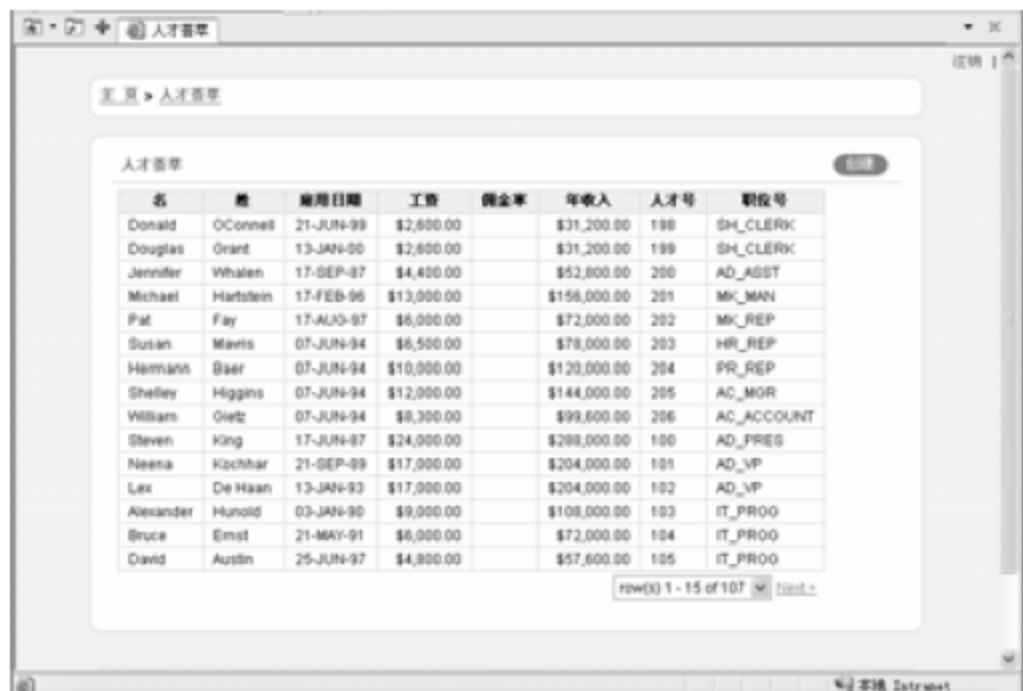 人才荟萃
注销 |
主 页 > 人才荟萃
人才荟萃 创建
名 姓 雇用日期 工资 佣金率 年收入 人才号 职位号
Donald OConnell 21-JUN-99 $2,600.00 $31,200.00 198 SH_CLERK
Douglas Grant 13-JAN-00 $2,600.00 $31,200.00 199 SH_CLERK
Jennifer Whalen 17-SEP-87 $4,400.00 $52,800.00 200 AD_ASST
Michael Hartstein 17-FEB-96 $13,000.00 $156,000.00 201 MK_MAN
Pat Fay 17-AUG-97 $6,000.00 $72,000.00 202 MK_REP
Susan Mavris 07-JUN-94 $6,500.00 $78,000.00 203 HR_REP
Hermann Baer 07-JUN-94 $10,000.00 $120,000.00 204 PR_REP
Shelley Higgins 07-JUN-94 $12,000.00 $144,000.00 205 AC_MGR
William Gietz 07-JUN-94 $8,300.00 $99,600.00 206 AC_ACCOUNT
Steven King 17-JUN-87 $24,000.00 $288,000.00 100 AD_PRES
Neena Kochhar 21-SEP-89 $17,000.00 $204,000.00 101 AD_VP
Lex De Haan 13-JAN-93 $17,000.00 $204,000.00 102 AD_VP
Alexander Hunold 03-JAN-90 $9,000.00 $108,000.00 103 IT_PROG
Bruce Ernst 21-MAY-91 $6,000.00 $72,000.00 104 IT_PROG
David Austin 25-JUN-97 $4,800.00 $57,600.00 105 IT_PROG
row(s) 1 - 15 of 107 Next >
本地 Intranet